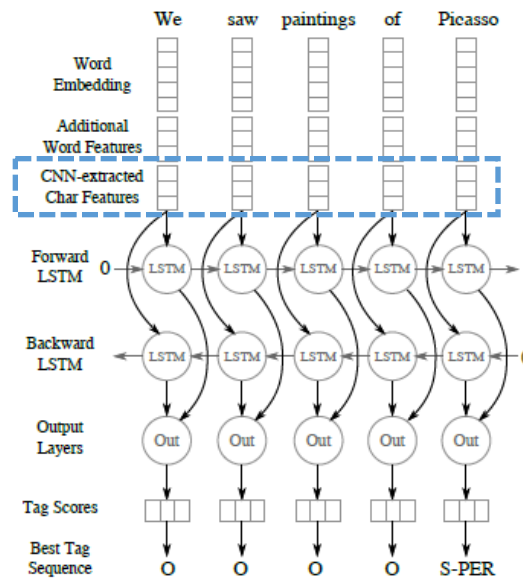 We saw paintings of Picasso
Word
Embedding
Additional
Word Features
CNN-extracted
Char Features
Forward
LSTM
0 LSTM LSTM LSTM LSTM LSTM
Backward
LSTM
LSTM LSTM LSTM LSTM LSTM
Output
Layers
Out Out Out Out Out
Tag Scores
Best Tag
Sequence
O O O O S-PER